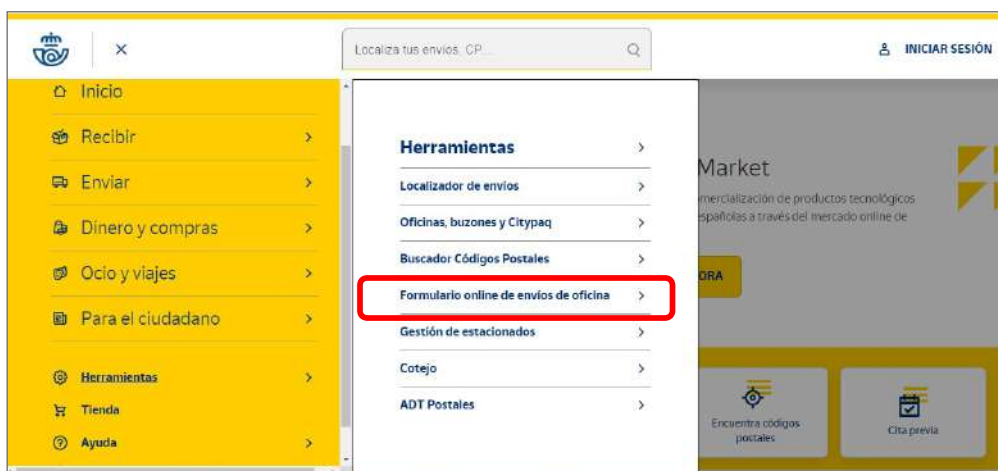 Localiza tus envíos, CP...
INICIAR SESIÓN
Inicio
Recibir
Enviar
Dinero y compras
Ocio y viajes
Para el ciudadano
Herramientas
Tienda
Ayuda
Herramientas
Localizador de envíos
Oficinas, buzones y Citypaq
Buscador Códigos Postales
Formulario online de envíos de oficina
Gestión de estacionados
Cotejo
ADT Postales
Market
mercialización de productos tecnológicos
españolas a través del mercado online de
ORA
Encuentra códigos
postales
Cita previa